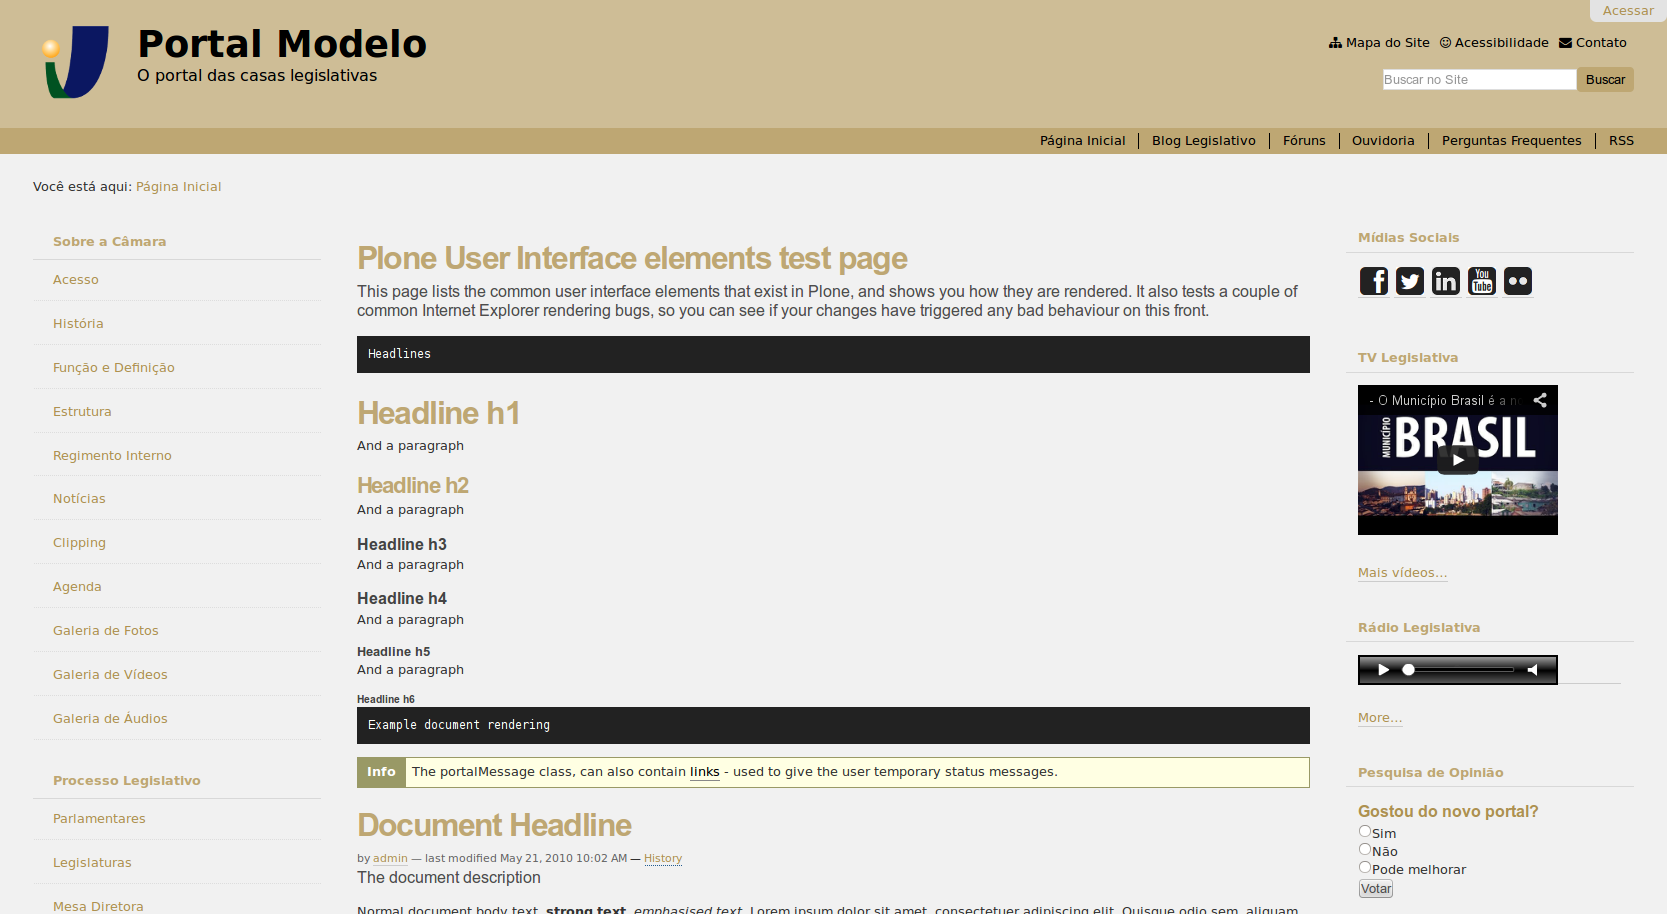 Acessar
Portal Modelo
O portal das casas legislativas
Mapa do Site Acessibilidade Contato
Buscar no Site Buscar
Página Inicial Blog Legislativo Fóruns Ouvidoria Perguntas Frequentes RSS
Você está aqui: Página Inicial
Sobre a Câmara
Acesso
História
Função e Definição
Estrutura
Regimento Interno
Notícias
Clipping
Agenda
Galeria de Fotos
Galeria de Vídeos
Galeria de Áudios
Processo Legislativo
Parlamentares
Legislaturas
Mesa Diretora
Plone User Interface elements test page
This page lists the common user interface elements that exist in Plone, and shows you how they are rendered. It also tests a couple of
common Internet Explorer rendering bugs, so you can see if your changes have triggered any bad behaviour on this front.
Headlines
Headline h1
And a paragraph
Headline h2
And a paragraph
Headline h3
And a paragraph
Headline h4
And a paragraph
Headline h5
And a paragraph
Headline h6
Example document rendering
Info The portalMessage class, can also contain links - used to give the user temporary status messages.
Document Headline
by admin — last modified May 21, 2010 10:02 AM — History
The document description
Normal document body text, strong text, emphasised text. Lorem ipsum dolor sit amet, consectetuer adipiscing elit. Quisque odio sem, aliquam
Mídias Sociais
f in You Tube
TV Legislativa
- O Município Brasil é a
MUNICÍPIO BRASIL
Mais vídeos...
Rádio Legislativa
More...
Pesquisa de Opinião
Gostou do novo portal?
Sim
Não
Pode melhorar
Votar